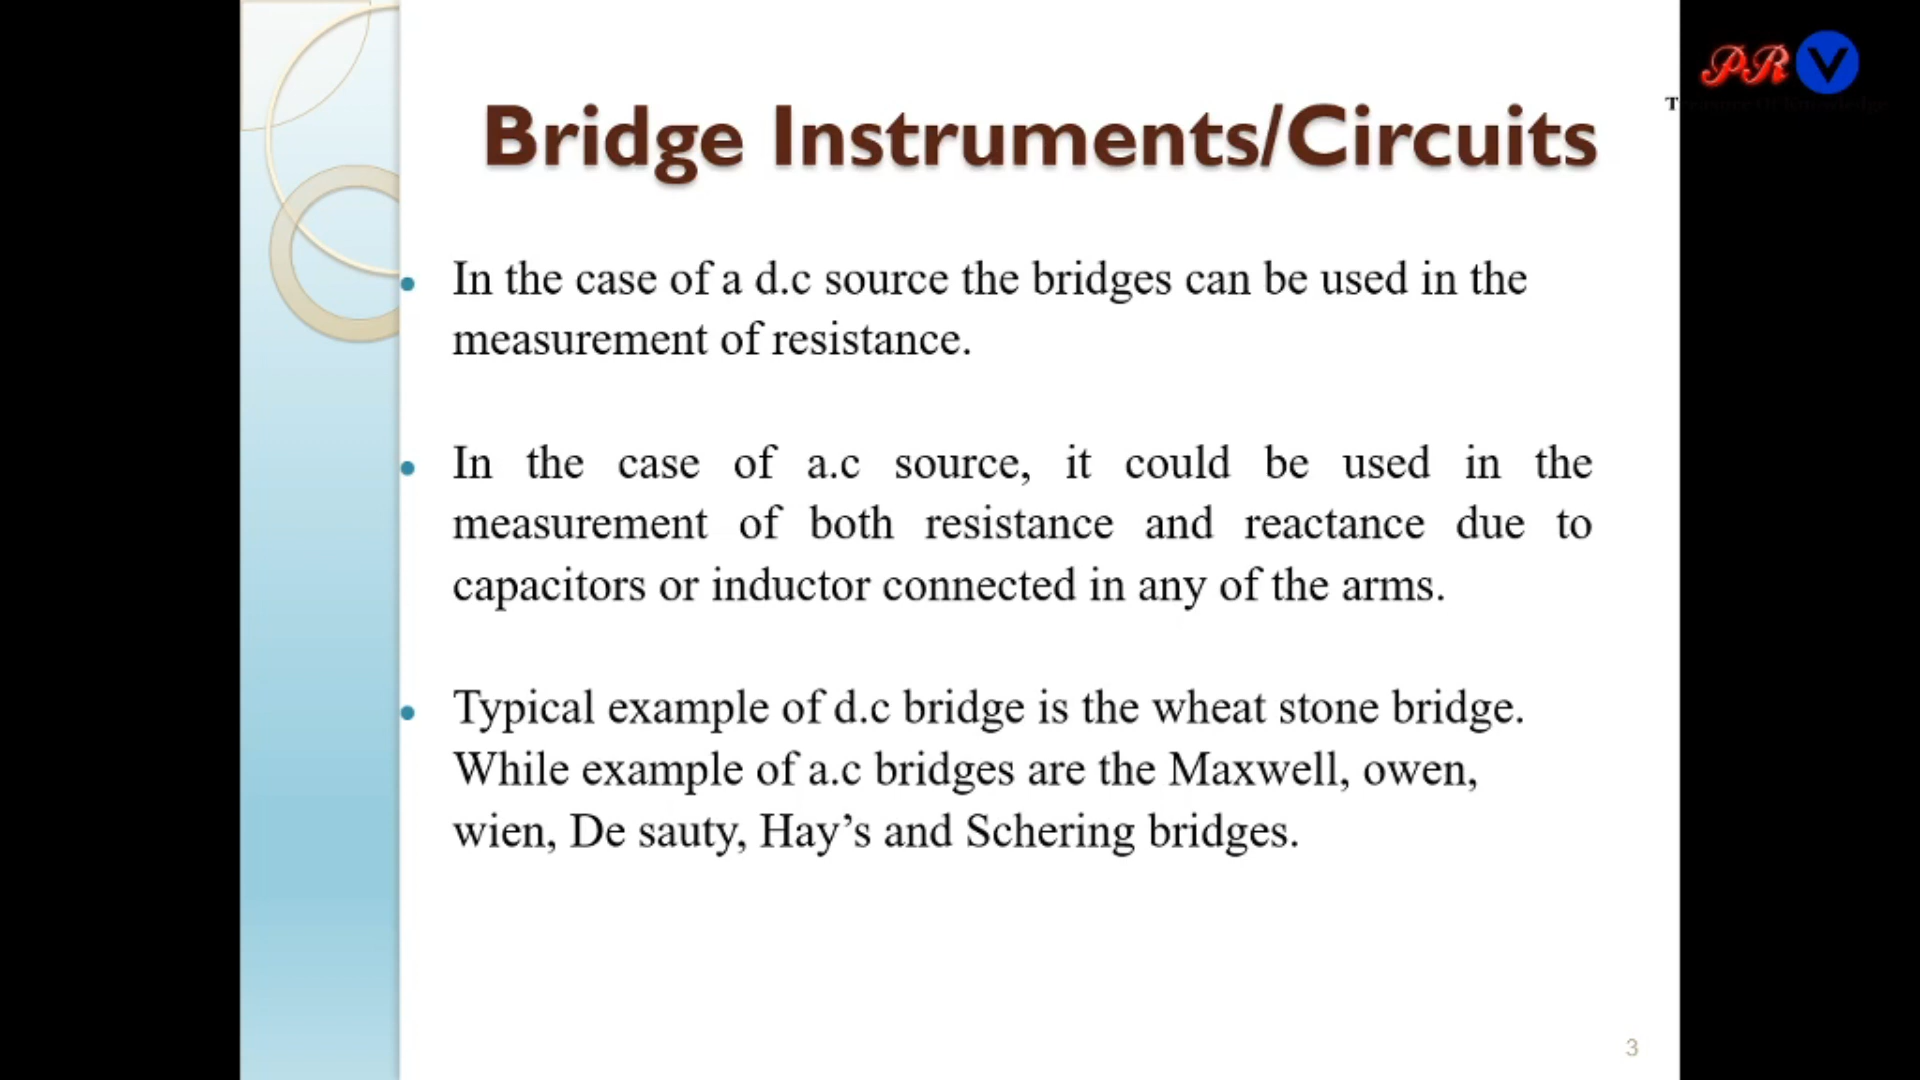 PR V
Bridge Instruments/Circuits
In the case of a d.c source the bridges can be used in the
measurement of resistance.
In the case of a.c source, it could be used in the
measurement of both resistance and reactance due to
capacitors or inductor connected in any of the arms.
Typical example of d.c bridge is the wheat stone bridge.
While example of a.c bridges are the Maxwell, owen,
wien, De sauty, Hay’s and Schering bridges.
3